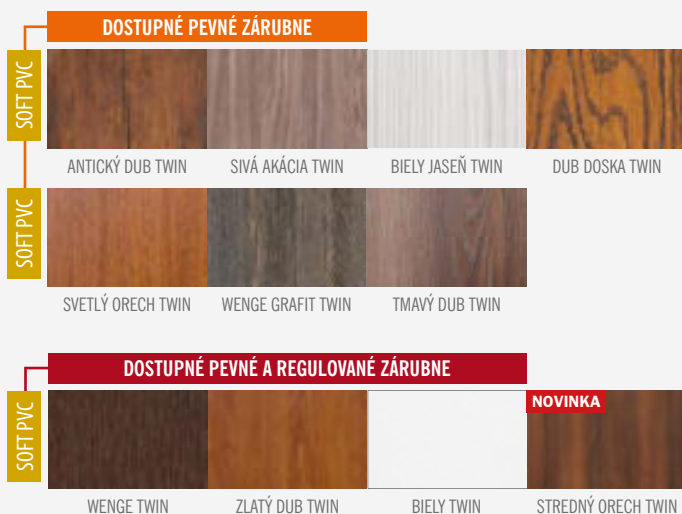 DOSTUPNÉ PEVNÉ ZÁRUBNE
SOFT PVC
ANTICKÝ DUB TWIN
SIVÁ AKÁCIA TWIN
BIELY JASEŇ TWIN
DUB DOSKA TWIN
SOFT PVC
SVETLÝ ORECH TWIN
WENGE GRAFIT TWIN
TMAVÝ DUB TWIN
DOSTUPNÉ PEVNÉ A REGULOVANÉ ZÁRUBNE
SOFT PVC
NOVINKA
WENGE TWIN
ZLATÝ DUB TWIN
BIELY TWIN
STREDNÝ ORECH TWIN